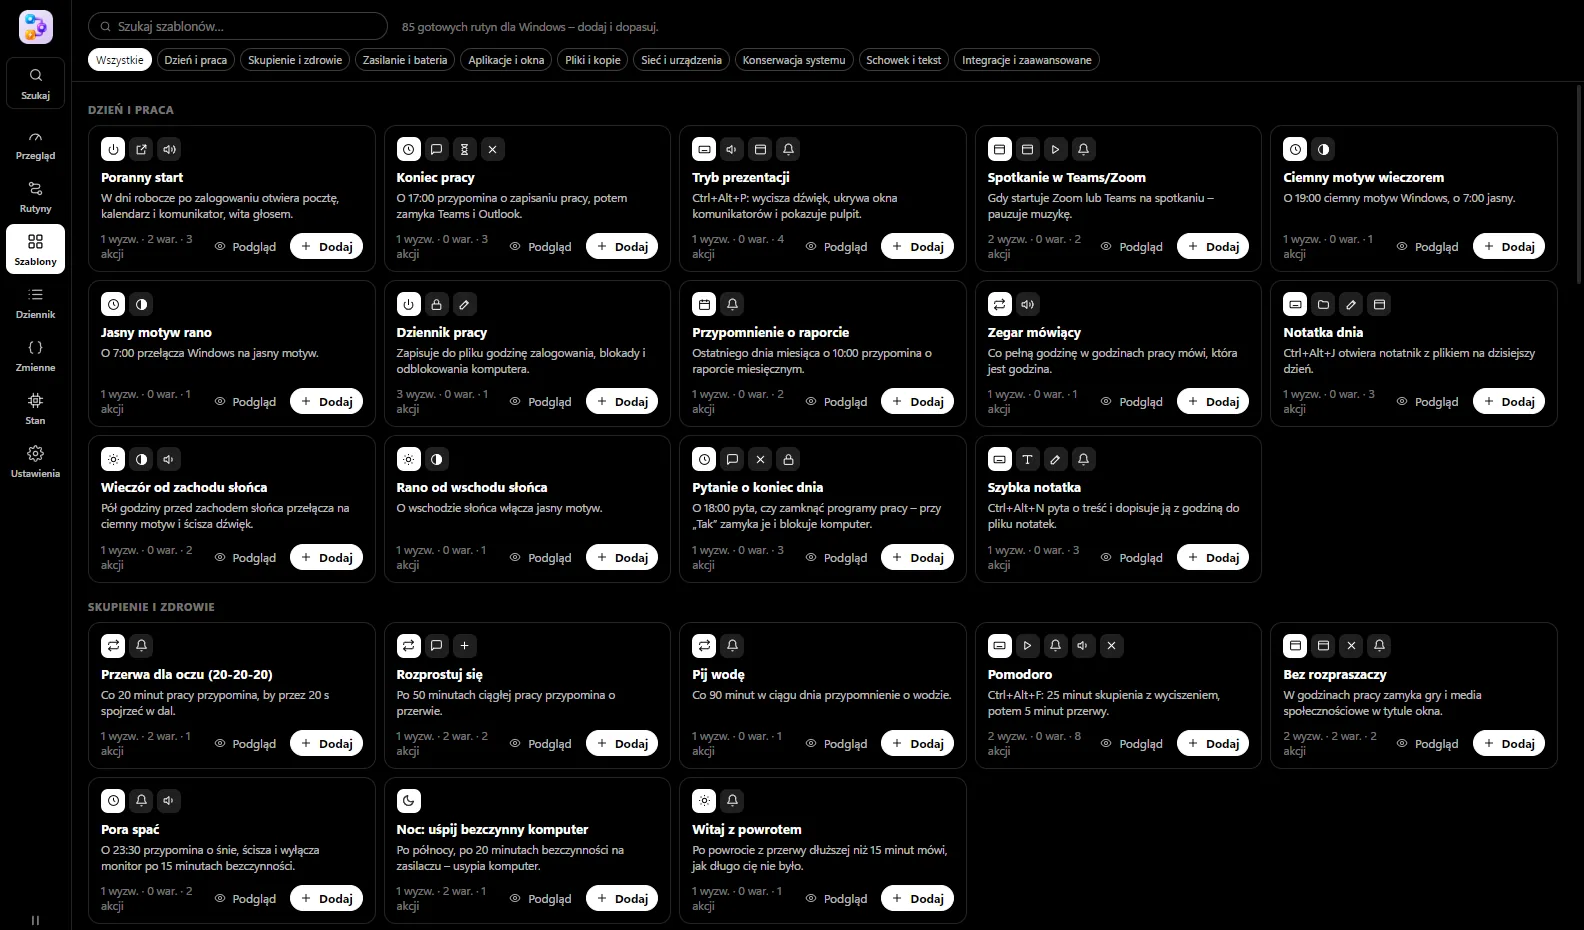 Szukaj szablonów...
85 gotowych rutyn dla Windows – dodaj i dopasuj.
Wszystkie
Dzień i praca
Skupienie i zdrowie
Zasilanie i bateria
Aplikacje i okna
Pliki i kopie
Sieć i urządzenia
Konserwacja systemu
Schowek i tekst
Integracje i zaawansowane
Szukaj
Przegląd
Rutyny
Szablony
Dziennik
Zmienne
Stan
Ustawienia
DZIEŃ I PRACA
Poranny start
W dni robocze po zalogowaniu otwiera pocztę,
kalendarz i komunikator, wita głosem.
1 wyzw. · 2 war. · 3
akcji
Podgląd
Dodaj
Koniec pracy
O 17:00 przypomina o zapisaniu pracy, potem
zamyka Teams i Outlook.
1 wyzw. · 0 war. · 3
akcji
Podgląd
Dodaj
Tryb prezentacji
Ctrl+Alt+P: wycisza dźwięk, ukrywa okna
komunikatorów i pokazuje pulpit.
1 wyzw. · 0 war. · 4
akcji
Podgląd
Dodaj
Spotkanie w Teams/Zoom
Gdy startuje Zoom lub Teams na spotkaniu –
pauzuje muzykę.
2 wyzw. · 0 war. · 2
akcji
Podgląd
Dodaj
Ciemny motyw wieczorem
O 19:00 ciemny motyw Windows, o 7:00 jasny.
1 wyzw. · 0 war. · 1
akcji
Podgląd
Dodaj
Jasny motyw rano
O 7:00 przełącza Windows na jasny motyw.
1 wyzw. · 0 war. · 1
akcji
Podgląd
Dodaj
Dziennik pracy
Zapisuje do pliku godzinę zalogowania, blokady i
odblokowania komputera.
3 wyzw. · 0 war. · 1
akcji
Podgląd
Dodaj
Przypomnienie o raporcie
Ostatniego dnia miesiąca o 10:00 przypomina o
raporcie miesięcznym.
1 wyzw. · 0 war. · 2
akcji
Podgląd
Dodaj
Zegar mówiący
Co pełną godzinę w godzinach pracy mówi, która
jest godzina.
1 wyzw. · 0 war. · 1
akcji
Podgląd
Dodaj
Notatka dnia
Ctrl+Alt+J otwiera notatnik z plikiem na dzisiejszy
dzień.
1 wyzw. · 0 war. · 3
akcji
Podgląd
Dodaj
Wieczór od zachodu słońca
Pół godziny przed zachodem słońca przełącza na
ciemny motyw i ścisza dźwięk.
1 wyzw. · 0 war. · 2
akcji
Podgląd
Dodaj
Rano od wschodu słońca
O wschodzie słońca włącza jasny motyw.
1 wyzw. · 0 war. · 1
akcji
Podgląd
Dodaj
Pytanie o koniec dnia
O 18:00 pyta, czy zamknąć programy pracy – przy
„Tak” zamyka je i blokuje komputer.
1 wyzw. · 0 war. · 3
akcji
Podgląd
Dodaj
Szybka notatka
Ctrl+Alt+N pyta o treść i dopisuje ją z godziną do
pliku notatek.
1 wyzw. · 0 war. · 3
akcji
Podgląd
Dodaj
SKUPIENIE I ZDROWIE
Przerwa dla oczu (20-20-20)
Co 20 minut pracy przypomina, by przez 20 s
spojrzeć w dal.
1 wyzw. · 2 war. · 1
akcji
Podgląd
Dodaj
Rozprostuj się
Po 50 minutach ciągłej pracy przypomina o
przerwie.
1 wyzw. · 2 war. · 2
akcji
Podgląd
Dodaj
Pij wodę
Co 90 minut w ciągu dnia przypomnienie o wodzie.
1 wyzw. · 0 war. · 1
akcji
Podgląd
Dodaj
Pomodoro
Ctrl+Alt+F: 25 minut skupienia z wyciszeniem,
potem 5 minut przerwy.
2 wyzw. · 0 war. · 8
akcji
Podgląd
Dodaj
Bez rozpraszaczy
W godzinach pracy zamyka gry i media
społecznościowe w tytule okna.
2 wyzw. · 2 war. · 2
akcji
Podgląd
Dodaj
Pora spać
O 23:30 przypomina o śnie, ścisza i wyłącza
monitor po 15 minutach bezczynności.
1 wyzw. · 0 war. · 2
akcji
Podgląd
Dodaj
Noc: uśpij bezczynny komputer
Po północy, po 20 minutach bezczynności na
zasilaczu – usypia komputer.
1 wyzw. · 2 war. · 1
akcji
Podgląd
Dodaj
Witaj z powrotem
Po powrocie z przerwy dłuższej niż 15 minut mówi,
jak długo cię nie było.
1 wyzw. · 0 war. · 1
akcji
Podgląd
Dodaj